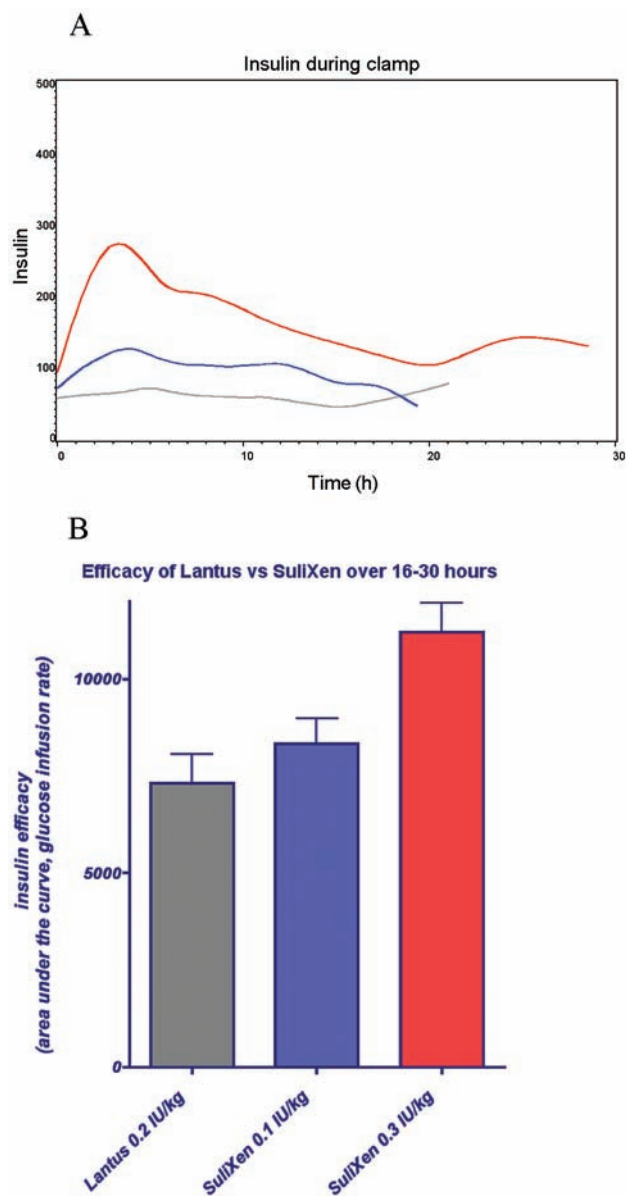 A
Insulin during clamp
500
400
300
200
100
0
Insulin
0 10 20 30
Time (h)
B
Efficacy of Lantus vs SuliXen over 16-30 hours
insulin efficacy
(area under the curve, glucose infusion rate)
10000
5000
0
Lantus 0.2 IU/kg
SuliXen 0.1 IU/kg
SuliXen 0.3 IU/kg